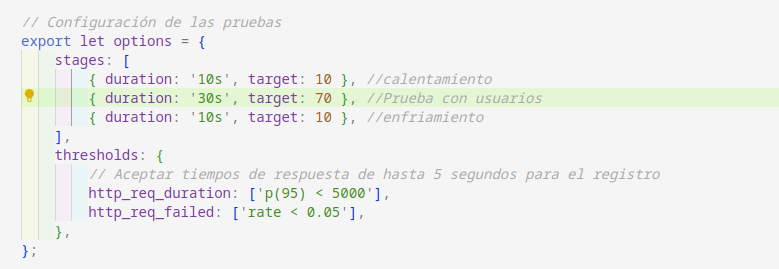 // Configuración de las pruebas
export let options = {
stages: [
{ duration: '10s', target: 10 }, //calentamiento
{ duration: '30s', target: 70 }, //Prueba con usuarios
{ duration: '10s', target: 10 }, //enfriamiento
],
thresholds: {
// Aceptar tiempos de respuesta de hasta 5 segundos para el registro
http_req_duration: ['p(95) < 5000'],
http_req_failed: ['rate < 0.05'],
},
};